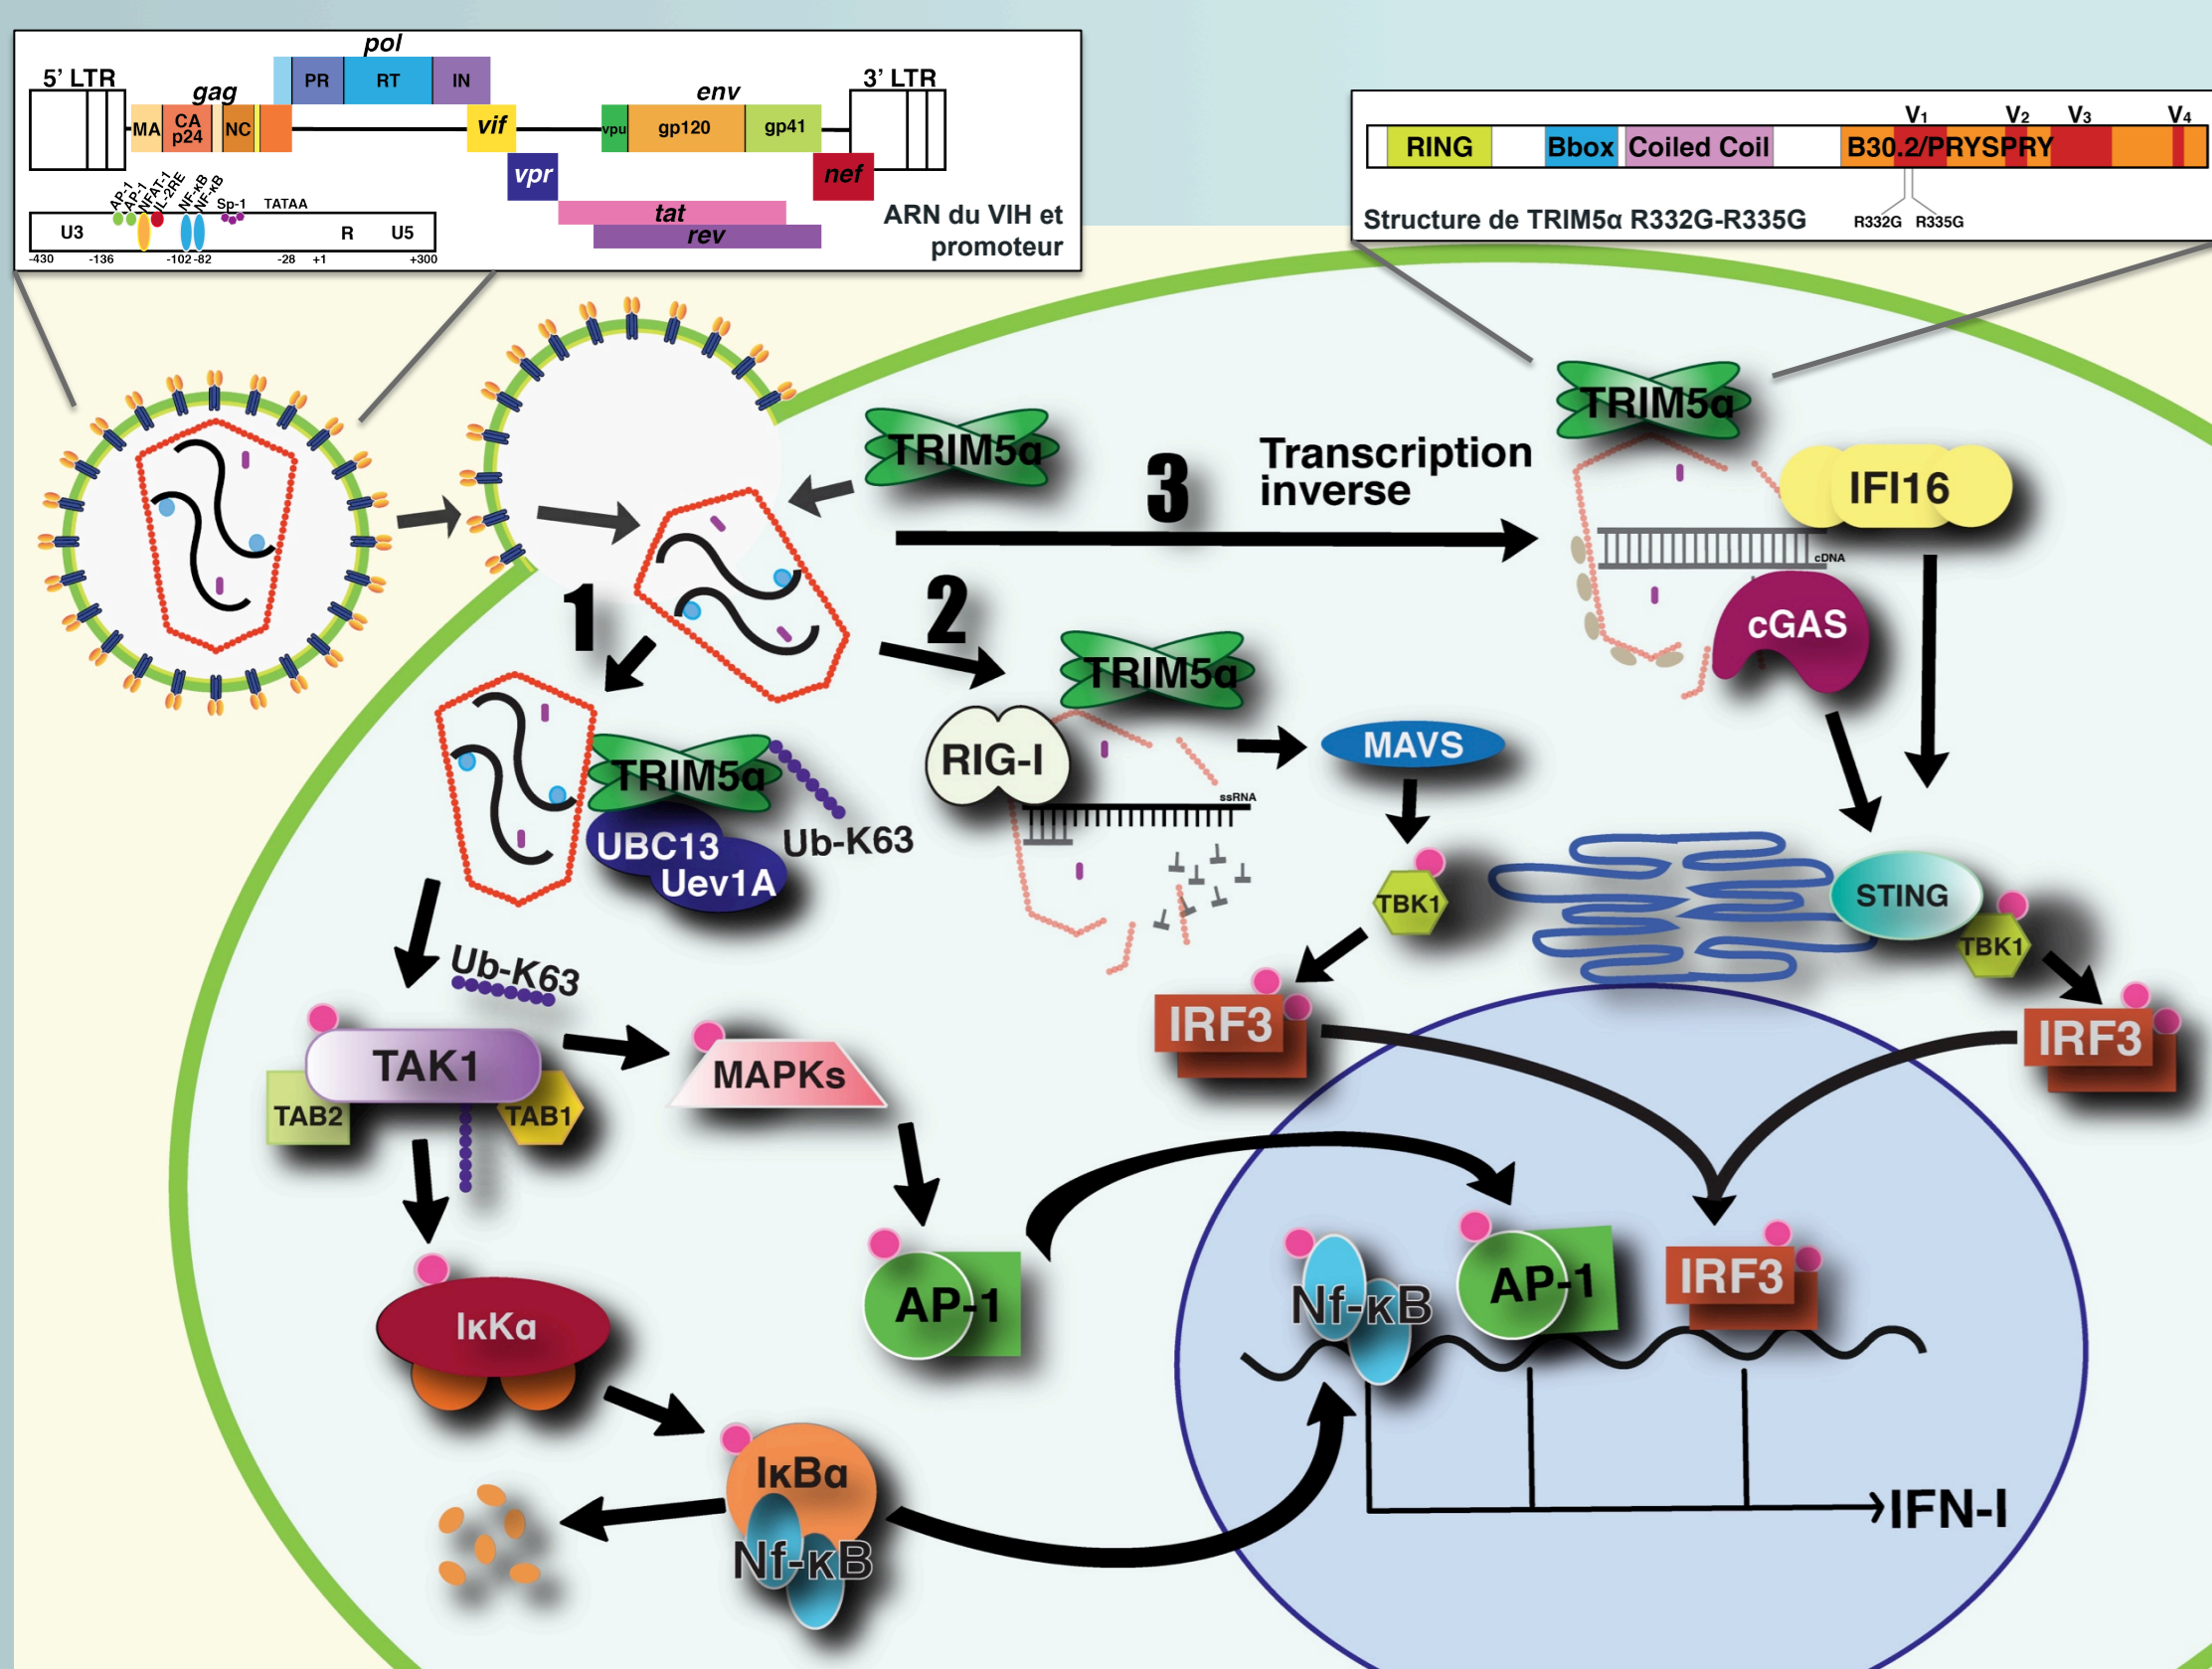 pol
5' LTR
PR
RT
IN
3' LTR
gag
env
MA
CA
p24
NC
vif
vpu
gp120
gp41
vpr
nef
tat
rev
ARN du VIH et
promoteur
AP-1
AP-1
NFAT-1
IL-2RE
NF-κB
NF-κB
Sp-1
TATAA
U3
R
U5
-430
-136
-102
-82
-28
+1
+300
V1
V2
V3
V4
RING
Bbox
Coiled Coil
B30.2/PRYSPRY
Structure de TRIM5α R332G-R335G
R332G
R335G
TRIM5α
TRIM5α
3
Transcription
inverse
IFI16
cDNA
cGAS
1
2
TRIM5α
RIG-I
MAVS
ssRNA
TRIM5α
UBC13
Uev1A
Ub-K63
TBK1
STING
TBK1
Ub-K63
IRF3
IRF3
TAK1
TAB2
TAB1
MAPKs
AP-1
Nf-κB
AP-1
IRF3
IκKα
IκBα
Nf-κB
IFN-I